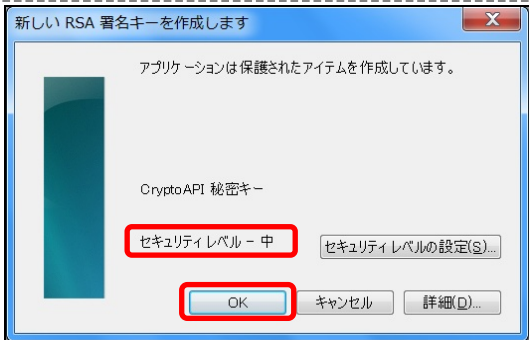 新しい RSA 署名キーを作成します
X
アプリケーションは保護されたアイテムを作成しています。
CryptoAPI 秘密キー
セキュリティ レベル - 中
セキュリティ レベルの設定(S)...
OK
キャンセル
詳細(D)...